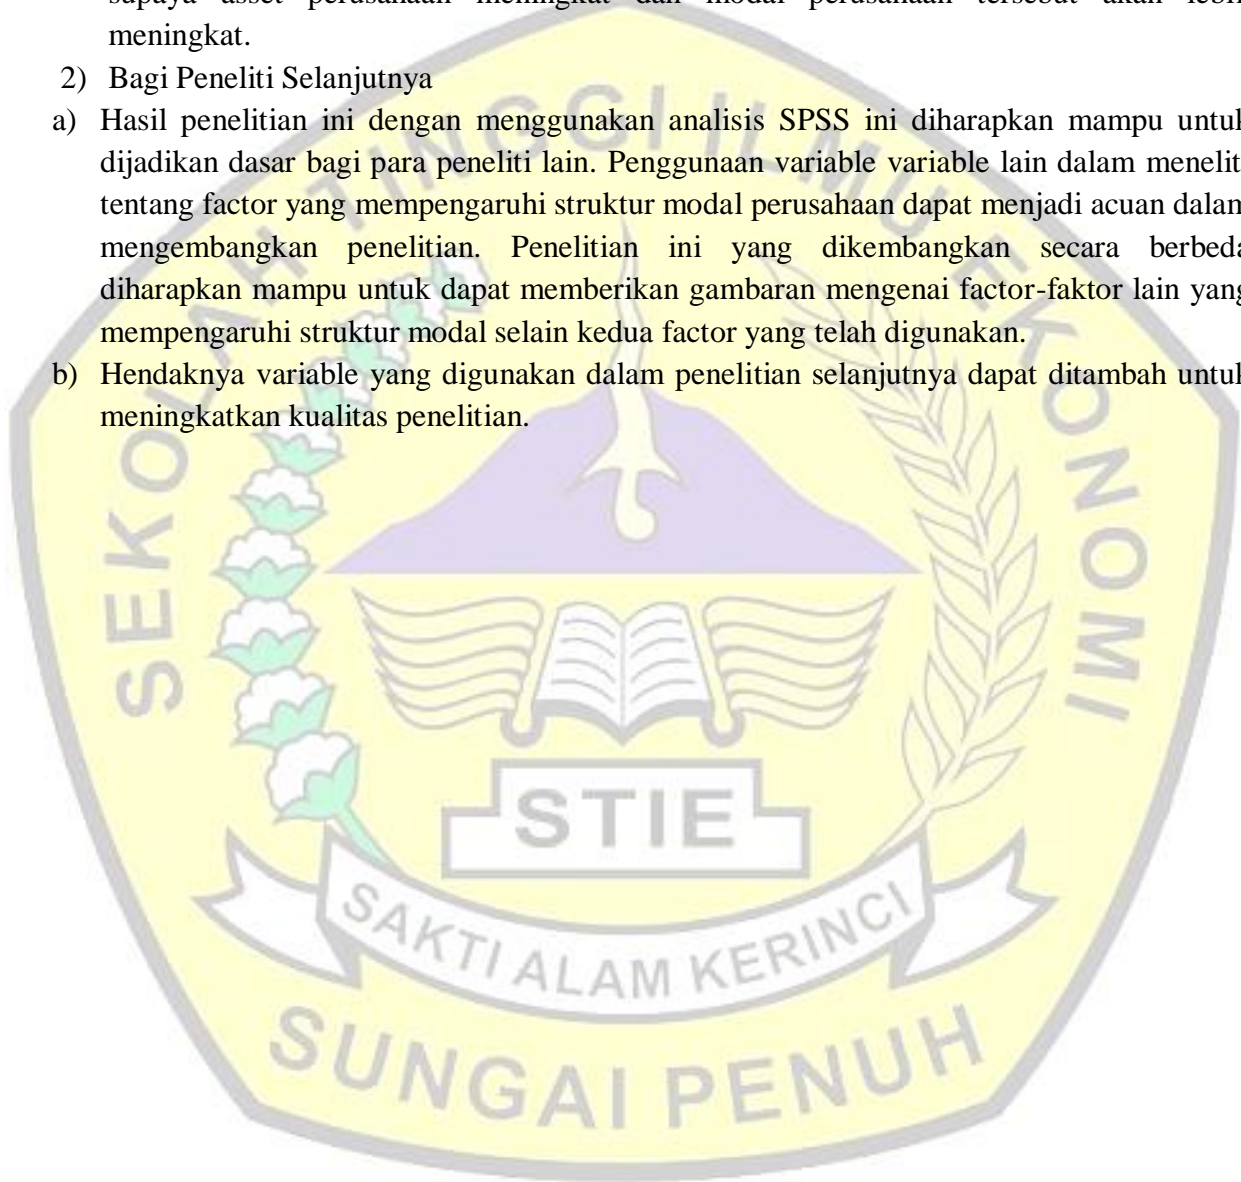 supaya asset perusahaan meningkat dan modal perusahaan tersebut akan lebih
meningkat.
2) Bagi Peneliti Selanjutnya
a) Hasil penelitian ini dengan menggunakan analisis SPSS ini diharapkan mampu untuk
dijadikan dasar bagi para peneliti lain. Penggunaan variable variable lain dalam meneliti
tentang factor yang mempengaruhi struktur modal perusahaan dapat menjadi acuan dalam
mengembangkan penelitian. Penelitian ini yang dikembangkan secara berbeda
diharapkan mampu untuk dapat memberikan gambaran mengenai factor-faktor lain yang
mempengaruhi struktur modal selain kedua factor yang telah digunakan.
b) Hendaknya variable yang digunakan dalam penelitian selanjutnya dapat ditambah untuk
meningkatkan kualitas penelitian.
SEKOLAH TINGGI ILMU EKONOMI
STIE
SAKTI ALAM KERINCI
SUNGAI PENUH